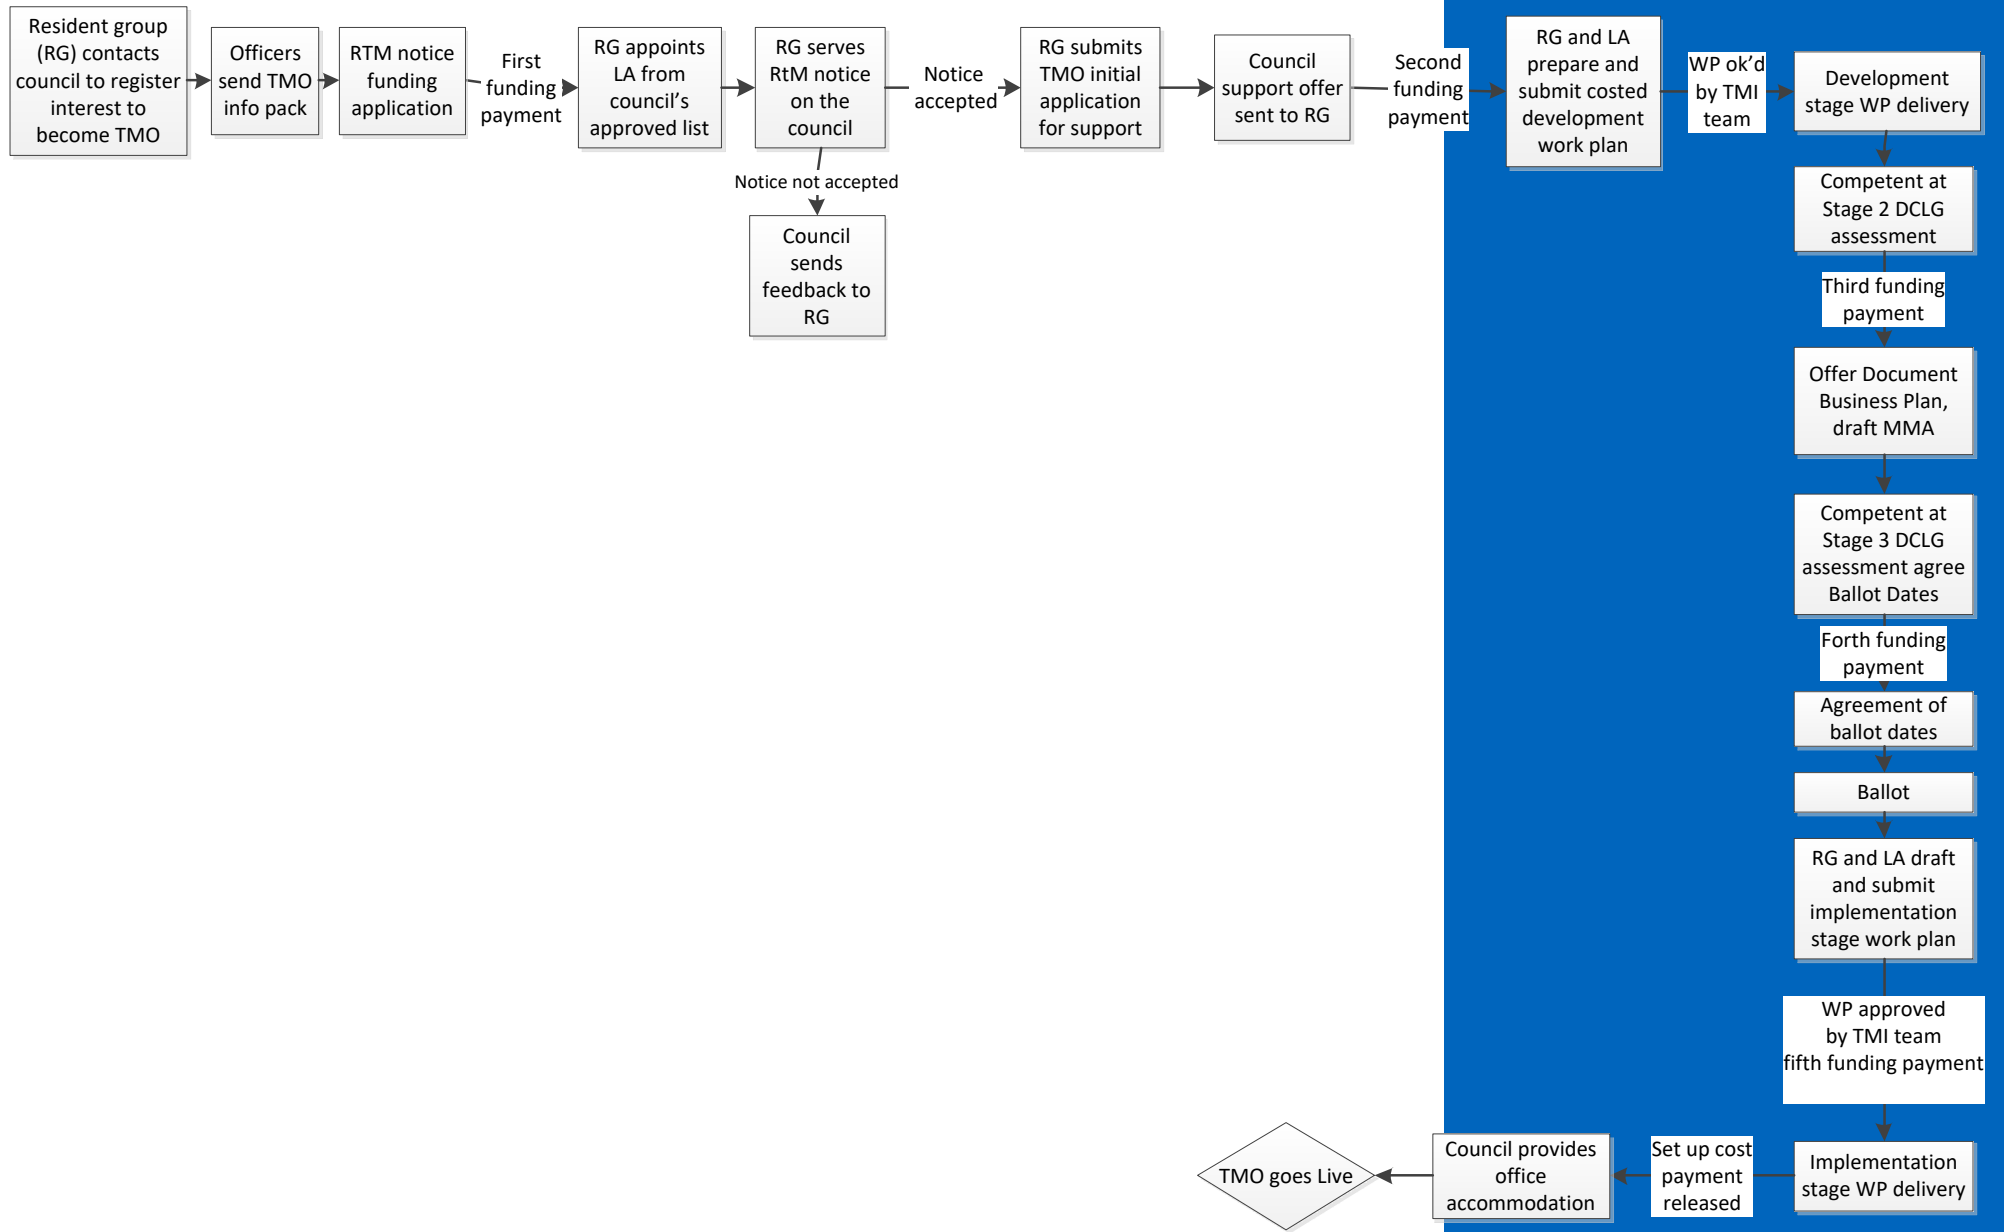 Resident group
(RG) contacts
council to register
interest to
become TMO
Officers
send TMO
info pack
RTM notice
funding
application
First
funding
payment
RG appoints
LA from
council’s
approved list
RG serves
RtM notice
on the
council
Notice
accepted
Notice not accepted
Council
sends
feedback to
RG
RG submits
TMO initial
application
for support
Council
support offer
sent to RG
Second
funding
payment
RG and LA
prepare and
submit costed
development
work plan
WP ok’d
by TMI
team
Development
stage WP delivery
Competent at
Stage 2 DCLG
assessment
Third funding
payment
Offer Document
Business Plan,
draft MMA
Competent at
Stage 3 DCLG
assessment agree
Ballot Dates
Forth funding
payment
Agreement of
ballot dates
Ballot
RG and LA draft
and submit
implementation
stage work plan
WP approved
by TMI team
fifth funding payment
Implementation
stage WP delivery
Set up cost
payment
released
Council provides
office
accommodation
TMO goes Live